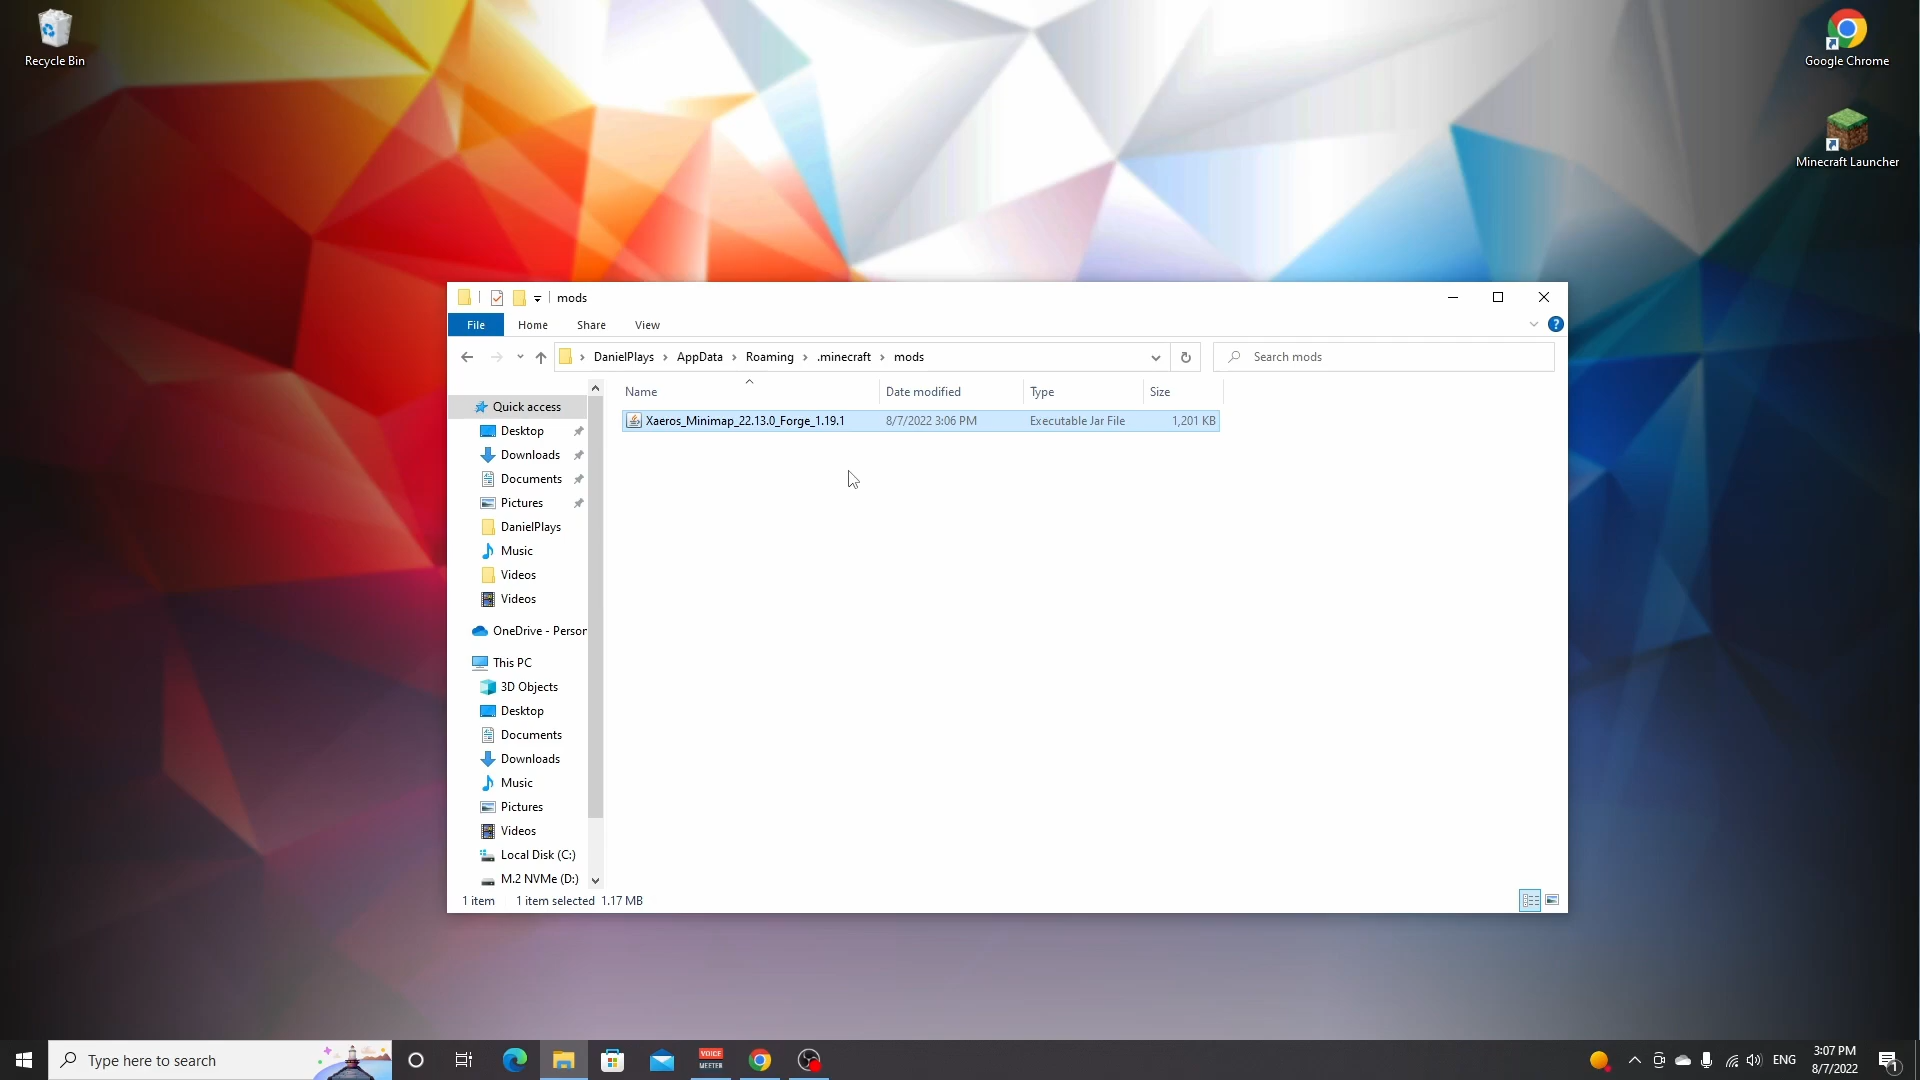 Recycle Bin
Google Chrome
Minecraft Launcher
mods
File Home Share View
DanielPlays AppData Roaming .minecraft mods
Search mods
Name Date modified Type Size
Xaeros_Minimap_22.13.0_Forge_1.19.1 8/7/2022 3:06 PM Executable Jar File 1,201 KB
Quick access
Desktop
Downloads
Documents
Pictures
DanielPlays
Music
Videos
Videos
OneDrive - Person
This PC
3D Objects
Desktop
Documents
Downloads
Music
Pictures
Videos
Local Disk (C:)
M.2 NVMe (D:)
1 item 1 item selected 1.17 MB
Type here to search
VOICE
MEETER
ENG
3:07 PM
8/7/2022
1